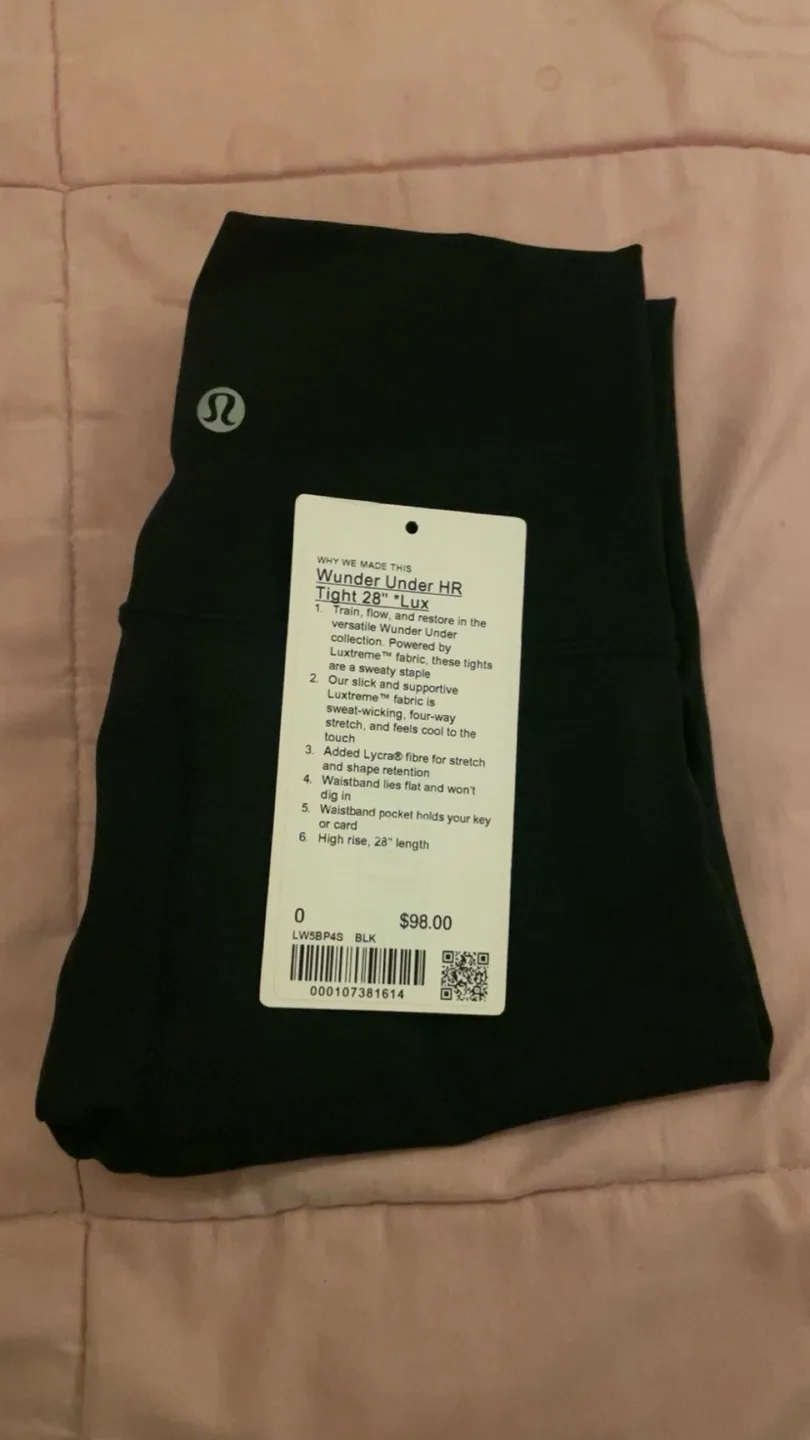 WHY WE MADE THIS
Wunder Under HR
Tight 28" *Lux
1. Train, flow, and restore in the
versatile Wunder Under
collection. Powered by
Luxtreme™ fabric, these tights
are a sweaty staple
2. Our slick and supportive
Luxtreme™ fabric is
sweat-wicking, four-way
stretch, and feels cool to the
touch
3. Added Lycra® fibre for stretch
and shape retention
4. Waistband lies flat and won't
dig in
5. Waistband pocket holds your key
or card
6. High rise, 28" length
0 $98.00
LW5BP4S BLK
000107381614